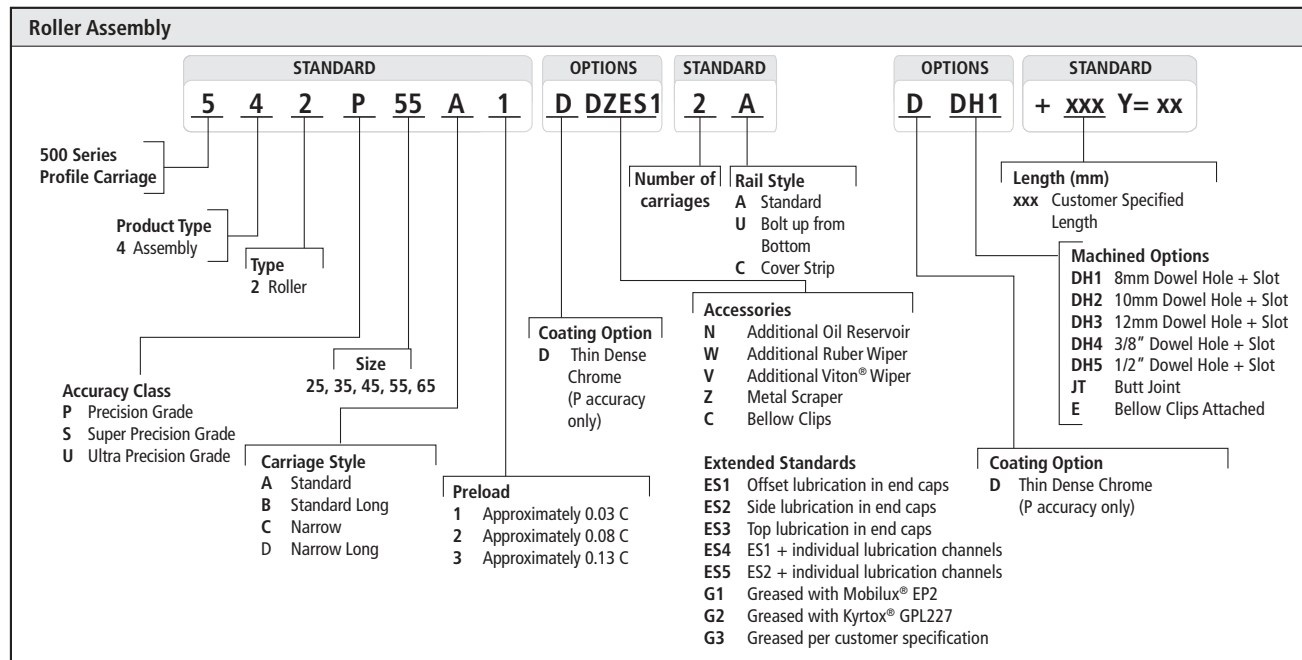 Roller Assembly
STANDARD
OPTIONS
STANDARD
OPTIONS
STANDARD
5 4 2 P 55 A 1 D DZES1 2 A D DH1 + xxx Y= xx
500 Series
Profile Carriage
Product Type
4 Assembly
Type
2 Roller
Accuracy Class
P Precision Grade
S Super Precision Grade
U Ultra Precision Grade
Size
25, 35, 45, 55, 65
Carriage Style
A Standard
B Standard Long
C Narrow
D Narrow Long
Preload
1 Approximately 0.03 C
2 Approximately 0.08 C
3 Approximately 0.13 C
Coating Option
D Thin Dense
Chrome
(P accuracy
only)
Number of
carriages
Rail Style
A Standard
U Bolt up from
Bottom
C Cover Strip
Accessories
N Additional Oil Reservoir
W Additional Ruber Wiper
V Additional Viton® Wiper
Z Metal Scraper
C Bellow Clips
Extended Standards
ES1 Offset lubrication in end caps
ES2 Side lubrication in end caps
ES3 Top lubrication in end caps
ES4 ES1 + individual lubrication channels
ES5 ES2 + individual lubrication channels
G1 Greased with Mobilux® EP2
G2 Greased with Kyrtox® GPL227
G3 Greased per customer specification
Length (mm)
xxx Customer Specified
Length
Machined Options
DH1 8mm Dowel Hole + Slot
DH2 10mm Dowel Hole + Slot
DH3 12mm Dowel Hole + Slot
DH4 3/8" Dowel Hole + Slot
DH5 1/2" Dowel Hole + Slot
JT Butt Joint
E Bellow Clips Attached
Coating Option
D Thin Dense Chrome
(P accuracy only)